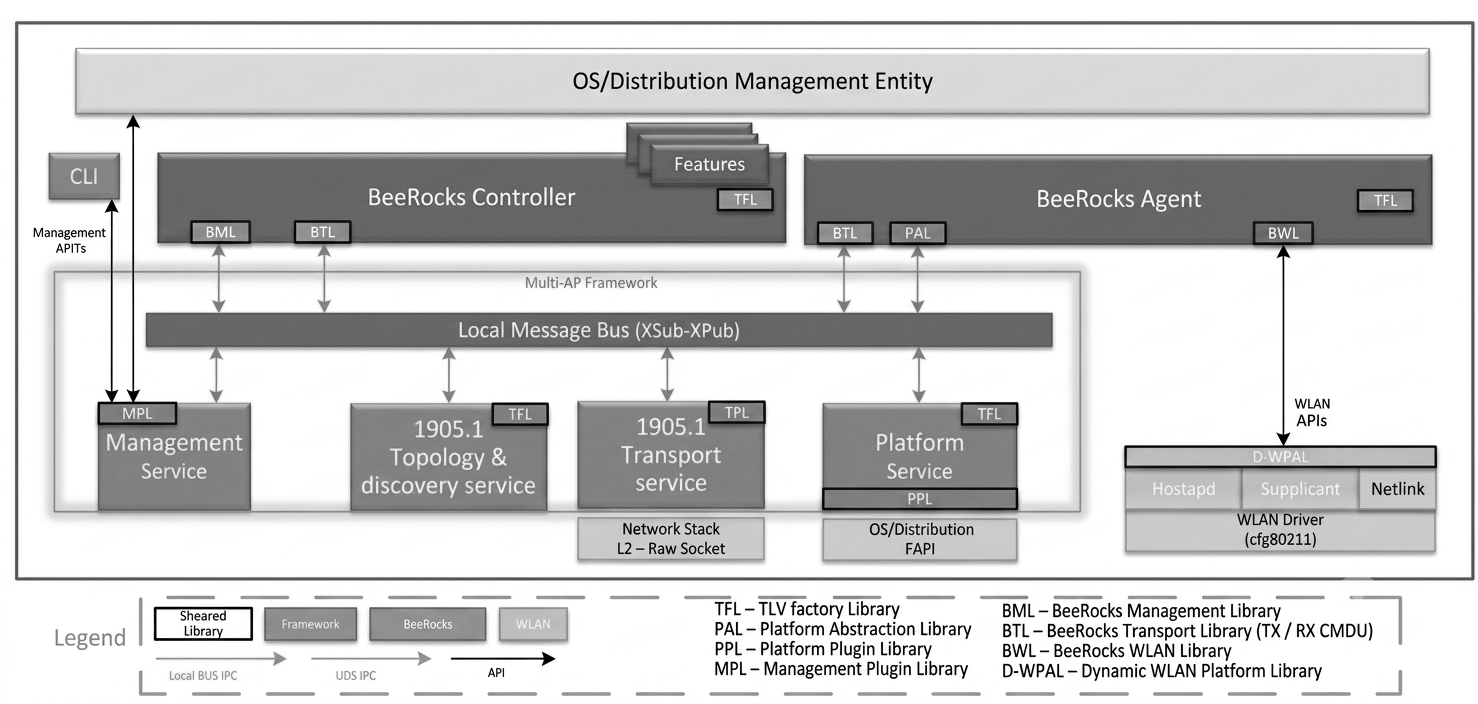 OS/Distribution Management Entity
CLI
Features
BeeRocks Controller
TFL
BML
BTL
BeeRocks Agent
TFL
BTL
PAL
BWL
Management
APITs
Multi-AP Framework
Local Message Bus (XSub-XPub)
MPL
Management
Service
TFL
1905.1
Topology &
discovery service
TPL
1905.1
Transport
service
TFL
Platform
Service
PPL
Network Stack
L2 – Raw Socket
OS/Distribution
FAPI
WLAN
APIs
D-WPAL
Hostapd
Supplicant
Netlink
WLAN Driver
(cfg80211)
Legend
Sheared
Library
Framework
BeeRocks
WLAN
Local BUS IPC
UDS IPC
API
TFL – TLV factory Library
PAL – Platform Abstraction Library
PPL – Platform Plugin Library
MPL – Management Plugin Library
BML – BeeRocks Management Library
BTL – BeeRocks Transport Library (TX / RX CMDU)
BWL – BeeRocks WLAN Library
D-WPAL – Dynamic WLAN Platform Library